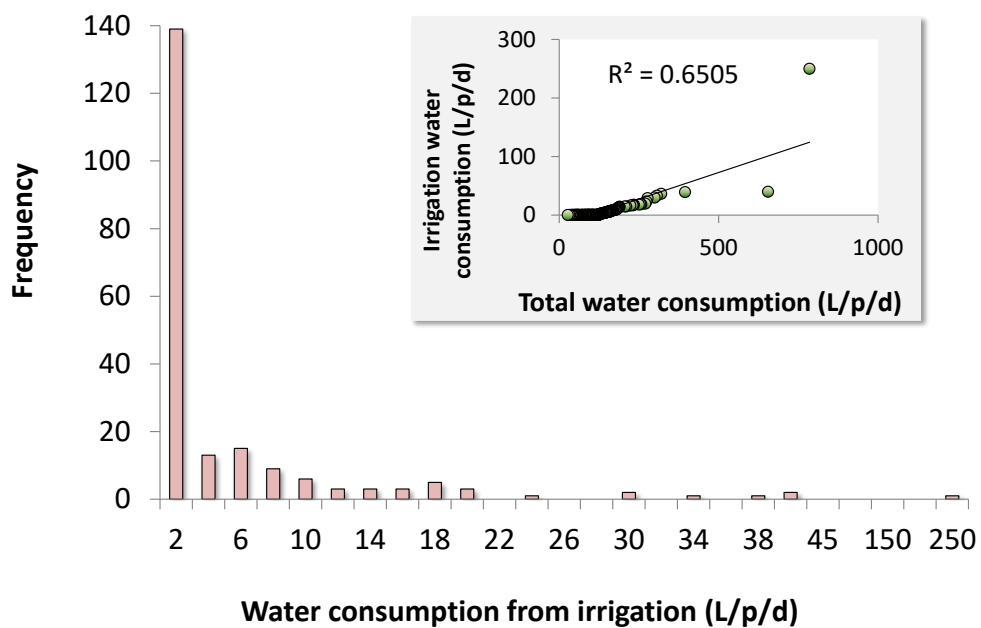 140
120
100
80
60
40
20
0
Frequency
2 6 10 14 18 22 26 30 34 38 45 150 250
Water consumption from irrigation (L/p/d)
300
200
100
0
Irrigation water
consumption (L/p/d)
R² = 0.6505
0 500 1000
Total water consumption (L/p/d)